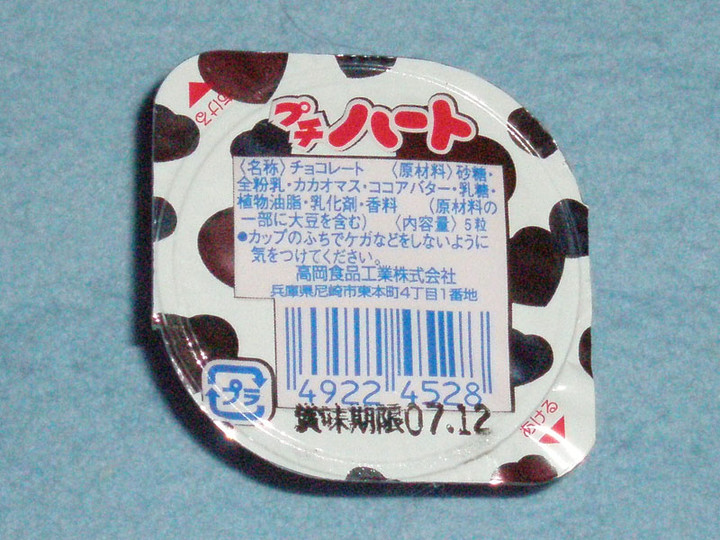 あける
プチハート
〈名称〉チョコレート 〈原材料〉砂糖・
全粉乳・カカオマス・ココアバター・乳糖・
植物油脂・乳化剤・香料 (原材料の
一部に大豆を含む) 〈内容量〉5粒
●カップのふちでケガなどをしないように
気をつけてください。
高岡食品工業株式会社
兵庫県尼崎市東本町4丁目1番地
4922 4528
プラ
賞味期限07.12
あける